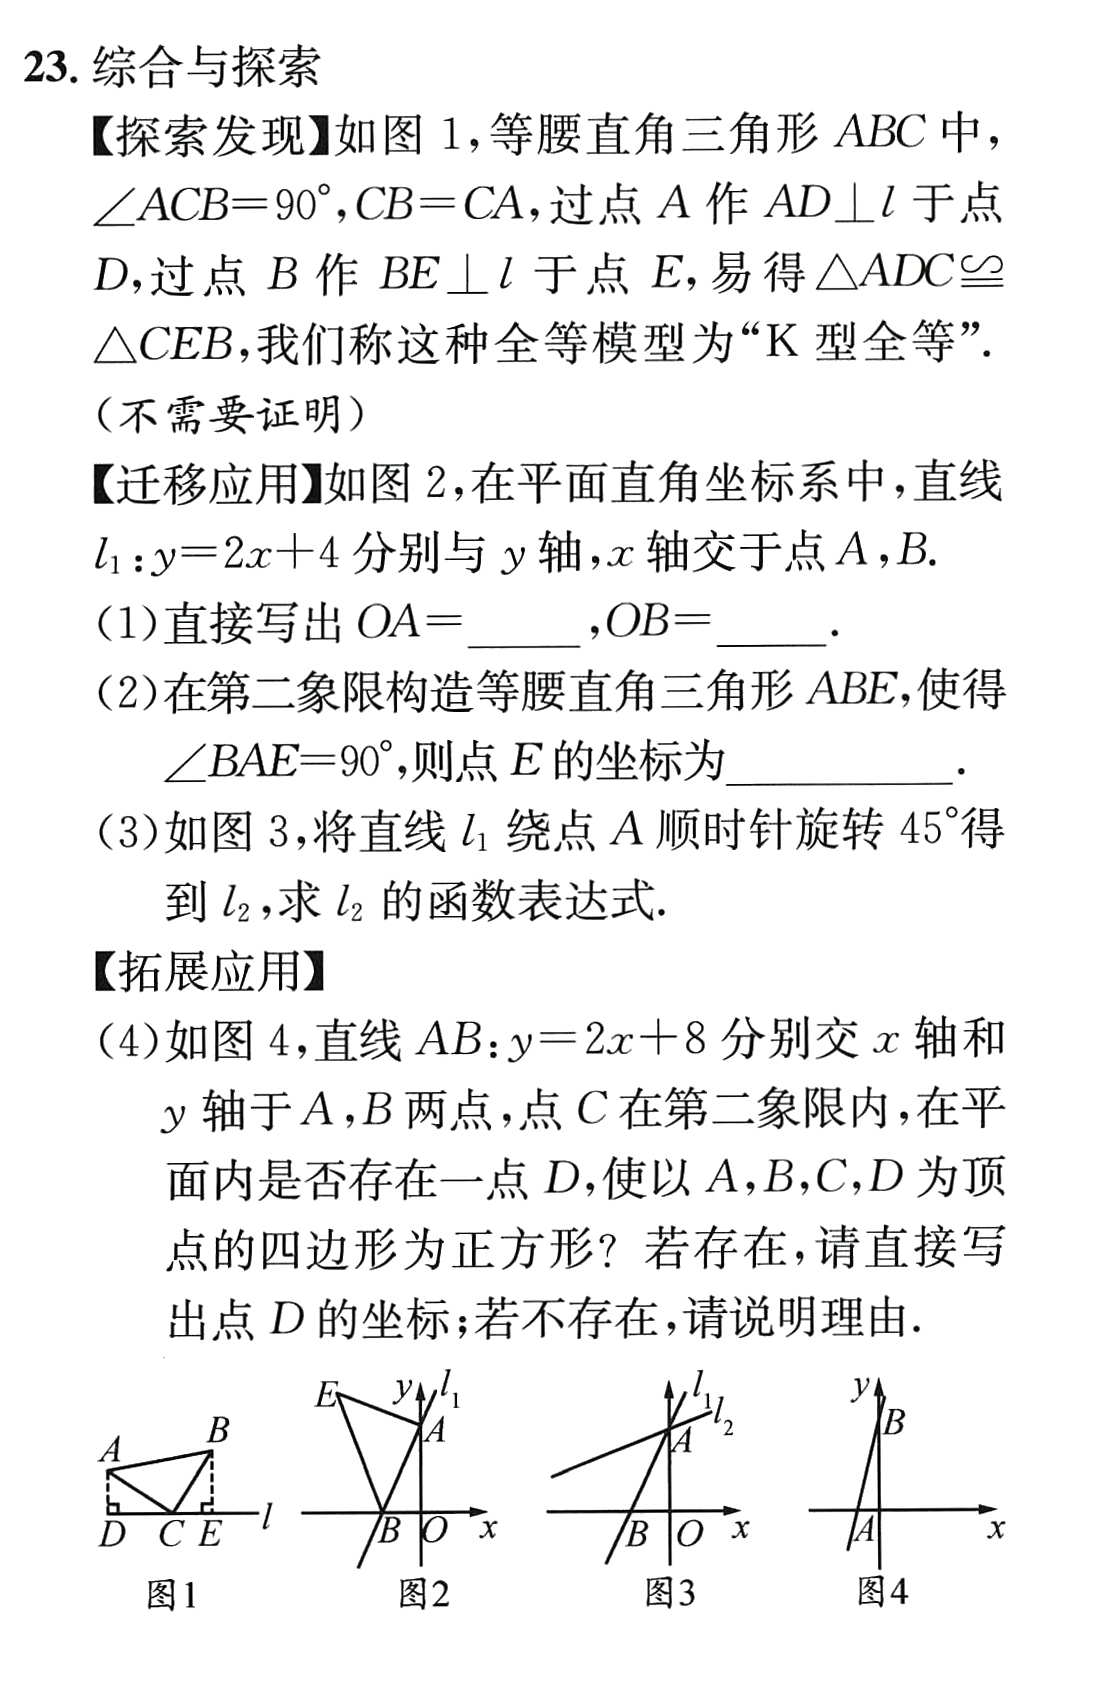 23. 综合与探索
【探索发现】如图 1,等腰直角三角形 ABC 中,
∠ACB=90°,CB=CA,过点 A 作 AD⊥l 于点
D,过点 B 作 BE⊥l 于点 E,易得△ADC≌
△CEB,我们称这种全等模型为“K 型全等”.
(不需要证明)
【迁移应用】如图 2,在平面直角坐标系中,直线
l₁:y=2x+4 分别与 y 轴,x 轴交于点 A,B.
(1)直接写出 OA=_____,OB=_____.
(2)在第二象限构造等腰直角三角形 ABE,使得
∠BAE=90°,则点 E 的坐标为__________.
(3)如图 3,将直线 l₁ 绕点 A 顺时针旋转 45°得
到 l₂,求 l₂ 的函数表达式.
【拓展应用】
(4)如图 4,直线 AB:y=2x+8 分别交 x 轴和
y 轴于 A,B 两点,点 C 在第二象限内,在平
面内是否存在一点 D,使以 A,B,C,D 为顶
点的四边形为正方形? 若存在,请直接写
出点 D 的坐标;若不存在,请说明理由.
A B
D C E l
图1
E y l₁
A
B O x
图2
l₁
l₂
A
B O x
图3
y
B
A x
图4